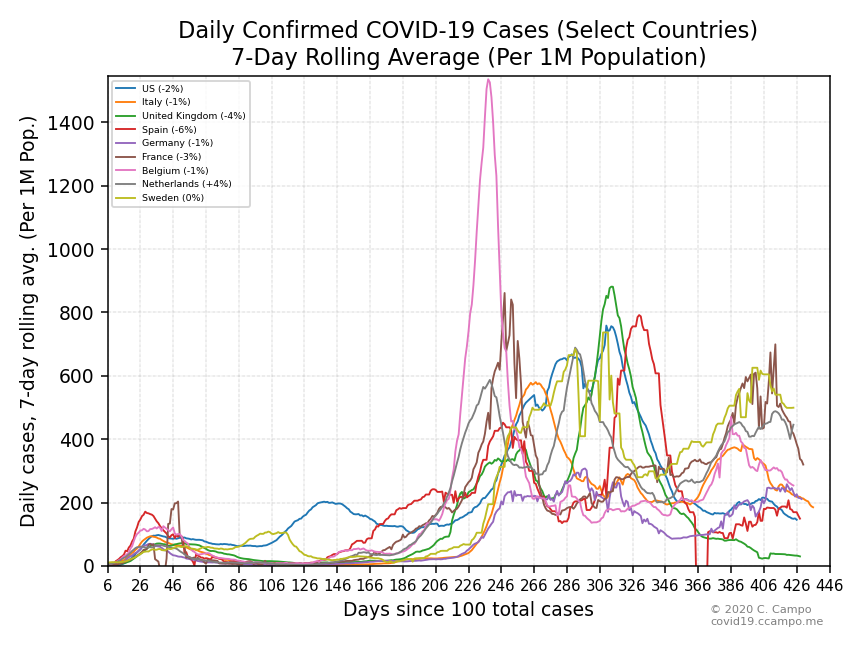 Daily Confirmed COVID-19 Cases (Select Countries)
7-Day Rolling Average (Per 1M Population)
Daily cases, 7-day rolling avg. (Per 1M Pop.)
1400
1200
1000
800
600
400
200
0
US (-2%)
Italy (-1%)
United Kingdom (-4%)
Spain (-6%)
Germany (-1%)
France (-3%)
Belgium (-1%)
Netherlands (+4%)
Sweden (0%)
6 26 46 66 86 106 126 146 166 186 206 226 246 266 286 306 326 346 366 386 406 426 446
Days since 100 total cases
© 2020 C. Campo
covid19.ccampo.me